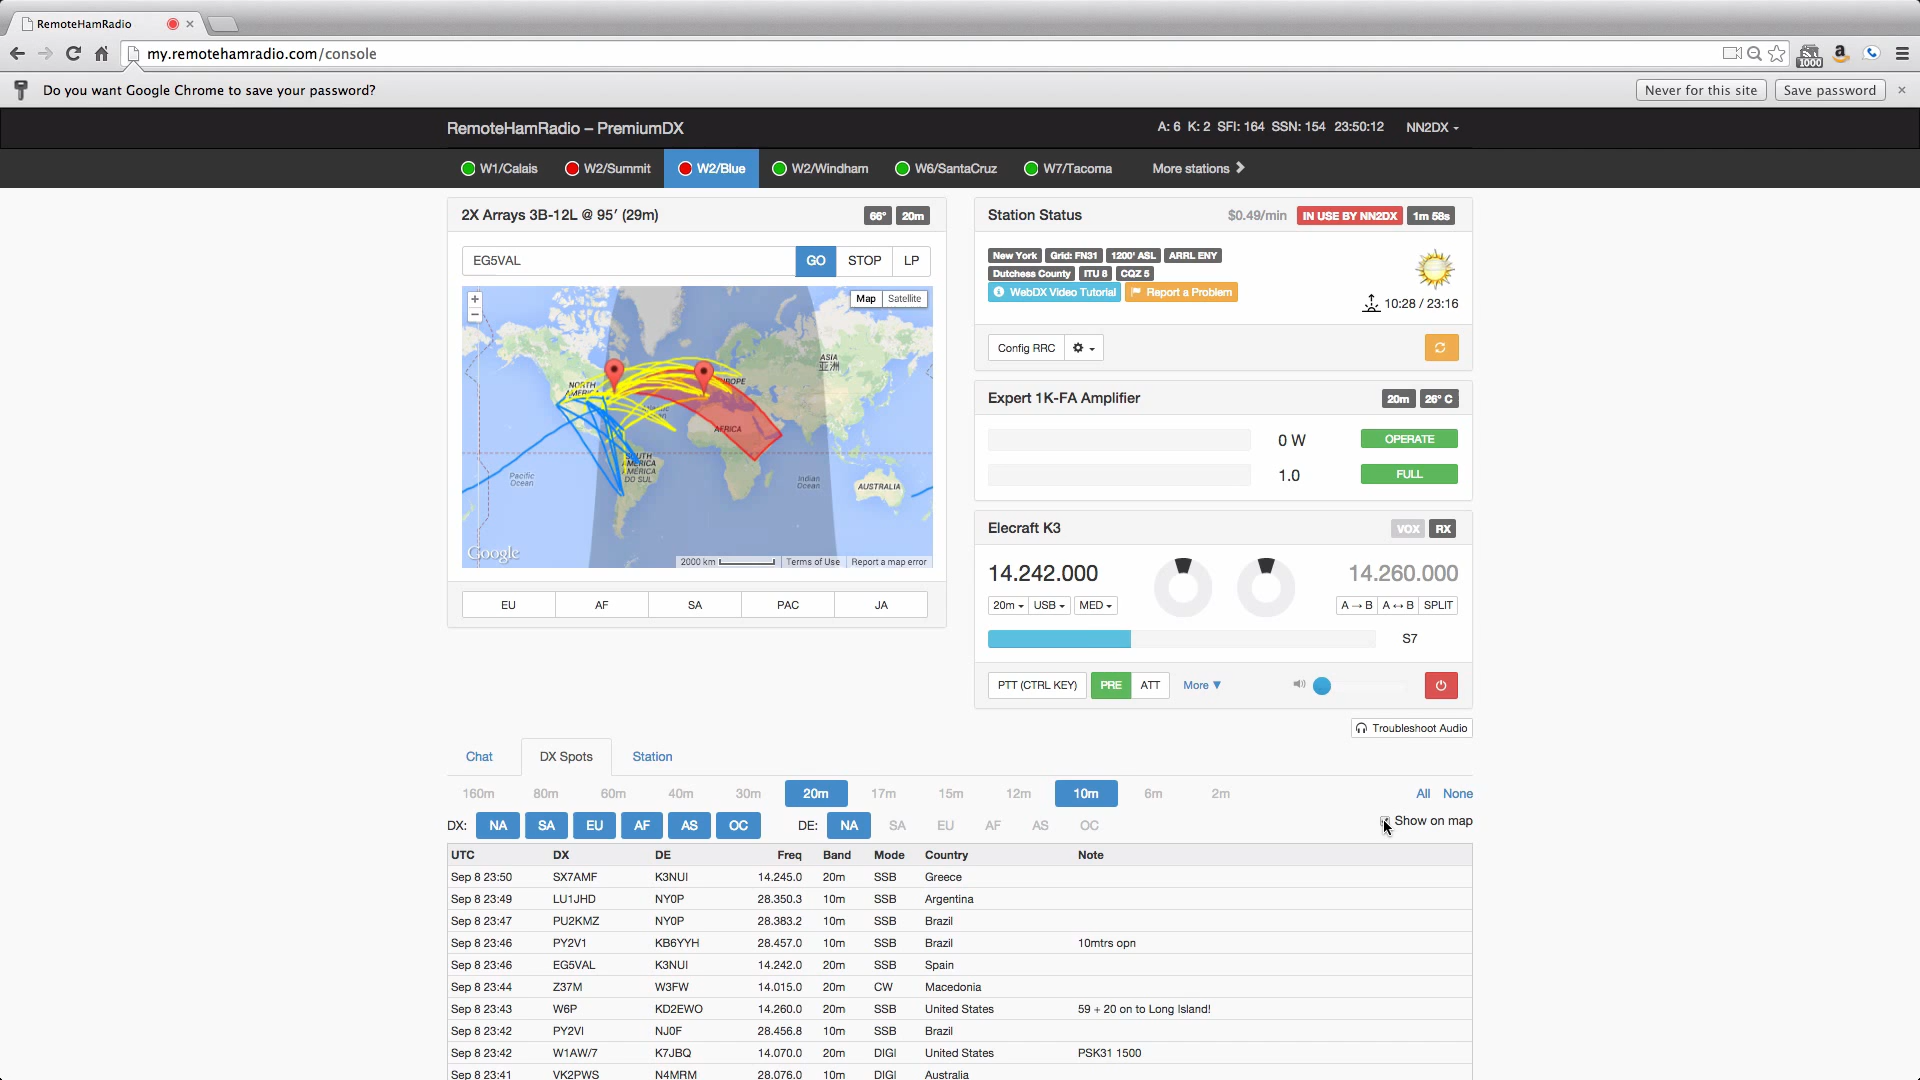 RemoteHamRadio
my.remotehamradio.com/console
1000
Do you want Google Chrome to save your password?
Never for this site
Save password
RemoteHamRadio – PremiumDX
A: 6 K: 2 SFI: 164 SSN: 154 23:50:12
NN2DX
W1/Calais
W2/Summit
W2/Blue
W2/Windham
W6/SantaCruz
W7/Tacoma
More stations
2X Arrays 3B-12L @ 95' (29m)
66°
20m
EG5VAL
GO
STOP
LP
Map
Satellite
NORTH
AMERICA
EUROPE
ASIA
亚洲
AFRICA
SOUTH
AMERICA
AMÉRICA
DO SUL
Pacific
Ocean
Indian
Ocean
AUSTRALIA
Google
2000 km
Terms of Use
Report a map error
EU
AF
SA
PAC
JA
Station Status
$0.49/min
IN USE BY NN2DX
1m 58s
New York
Grid: FN31
1200' ASL
ARRL ENY
Dutchess County
ITU 8
CQZ 5
WebDX Video Tutorial
Report a Problem
10:28 / 23:16
Config RRC
Expert 1K-FA Amplifier
20m
26° C
0 W
OPERATE
1.0
FULL
Elecraft K3
VOX
RX
14.242.000
14.260.000
20m
USB
MED
A→B
A↔B
SPLIT
S7
PTT (CTRL KEY)
PRE
ATT
More ▼
Troubleshoot Audio
Chat
DX Spots
Station
160m 80m 60m 40m 30m 20m 17m 15m 12m 10m 6m 2m
All None
DX: NA SA EU AF AS OC DE: NA SA EU AF AS OC
Show on map
UTC DX DE Freq Band Mode Country Note
Sep 8 23:50 SX7AMF K3NUI 14.245.0 20m SSB Greece
Sep 8 23:49 LU1JHD NY0P 28.350.3 10m SSB Argentina
Sep 8 23:47 PU2KMZ NY0P 28.383.2 10m SSB Brazil
Sep 8 23:46 PY2V1 KB6YYH 28.457.0 10m SSB Brazil 10mtrs opn
Sep 8 23:46 EG5VAL K3NUI 14.242.0 20m SSB Spain
Sep 8 23:44 Z37M W3FW 14.015.0 20m CW Macedonia
Sep 8 23:43 W6P KD2EWO 14.260.0 20m SSB United States 59 + 20 on to Long Island!
Sep 8 23:42 PY2VI NJ0F 28.456.8 10m SSB Brazil
Sep 8 23:42 W1AW/7 K7JBQ 14.070.0 20m DIGI United States PSK31 1500
Sep 8 23:41 VK2PWS N4MRM 28.076.0 10m DIGI Australia